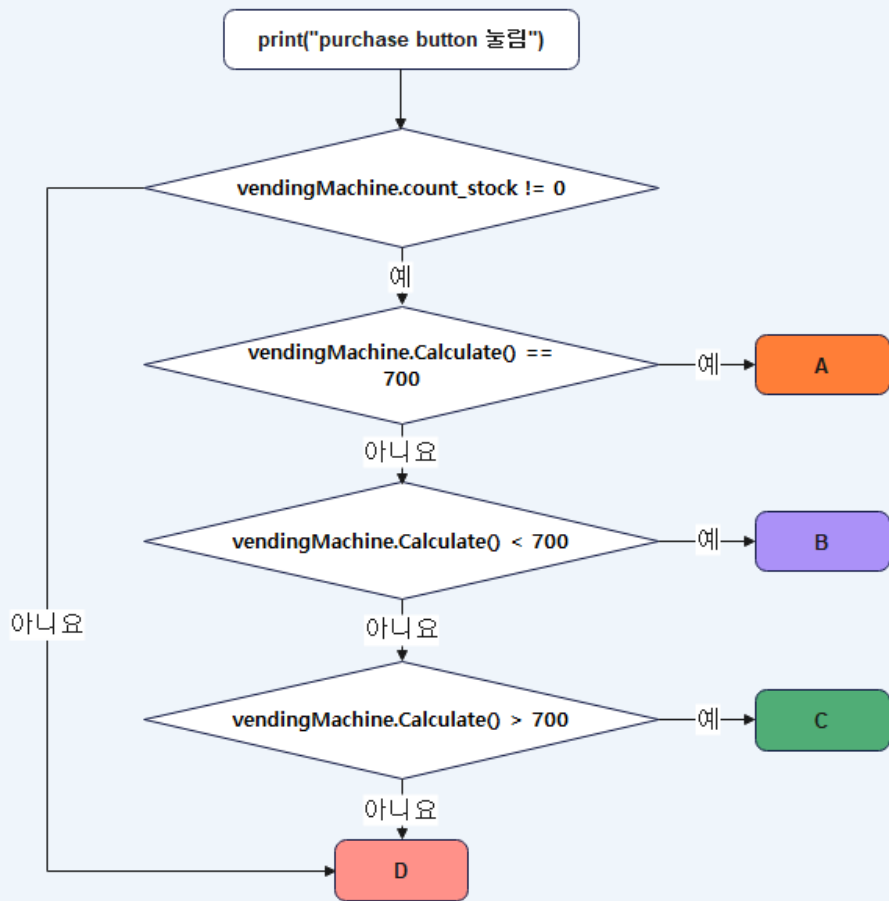 print("purchase button 눌림")
vendingMachine.count_stock != 0
예
vendingMachine.Calculate() ==
700
예
A
아니요
vendingMachine.Calculate() < 700
예
B
아니요
아니요
vendingMachine.Calculate() > 700
예
C
아니요
D